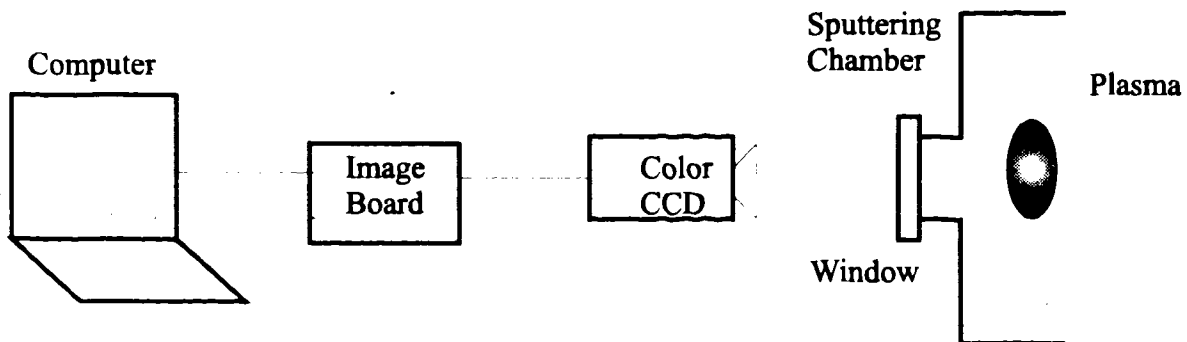 Computer
Image
Board
Color
CCD
Sputtering
Chamber
Window
Plasma